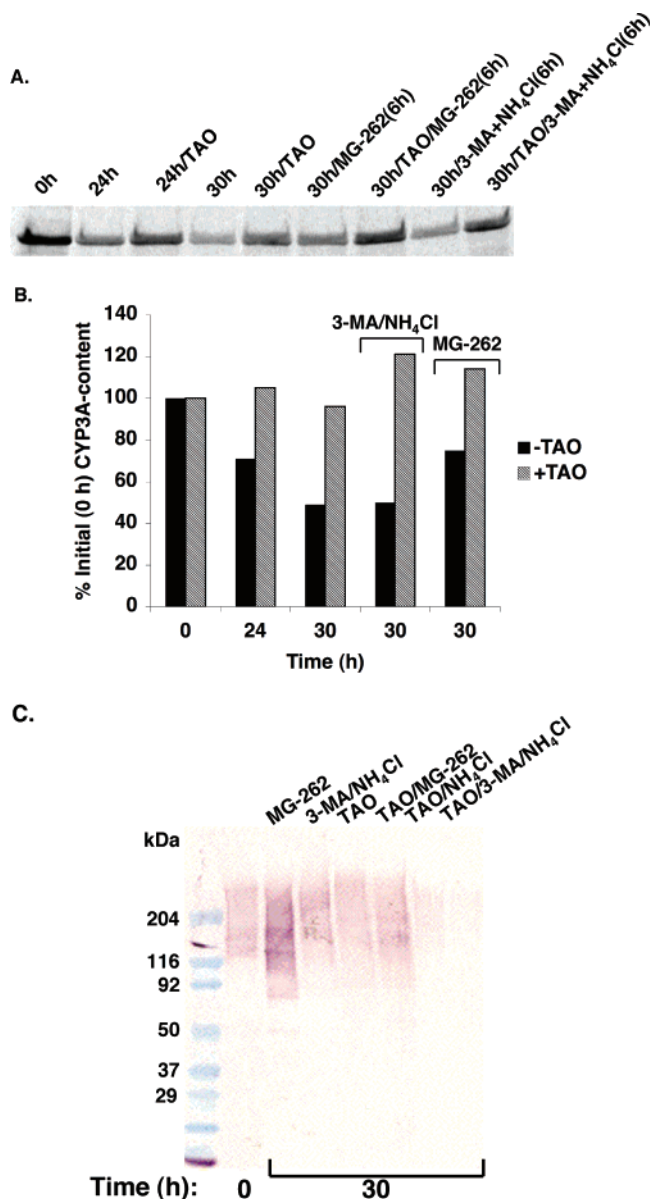 A.
0h
24h
24h/TAO
30h
30h/TAO
30h/MG-262(6h)
30h/TAO/MG-262(6h)
30h/3-MA+NH₄Cl(6h)
30h/TAO/3-MA+NH₄Cl(6h)
B.
% Initial (0 h) CYP3A-content
140
120
100
80
60
40
20
0
3-MA/NH₄Cl
MG-262
-TAO
+TAO
0 24 30 30 30
Time (h)
C.
MG-262
3-MA/NH₄Cl
TAO
TAO/MG-262
TAO/NH₄Cl
TAO/3-MA/NH₄Cl
kDa
204
116
92
50
37
29
Time (h): 0 30